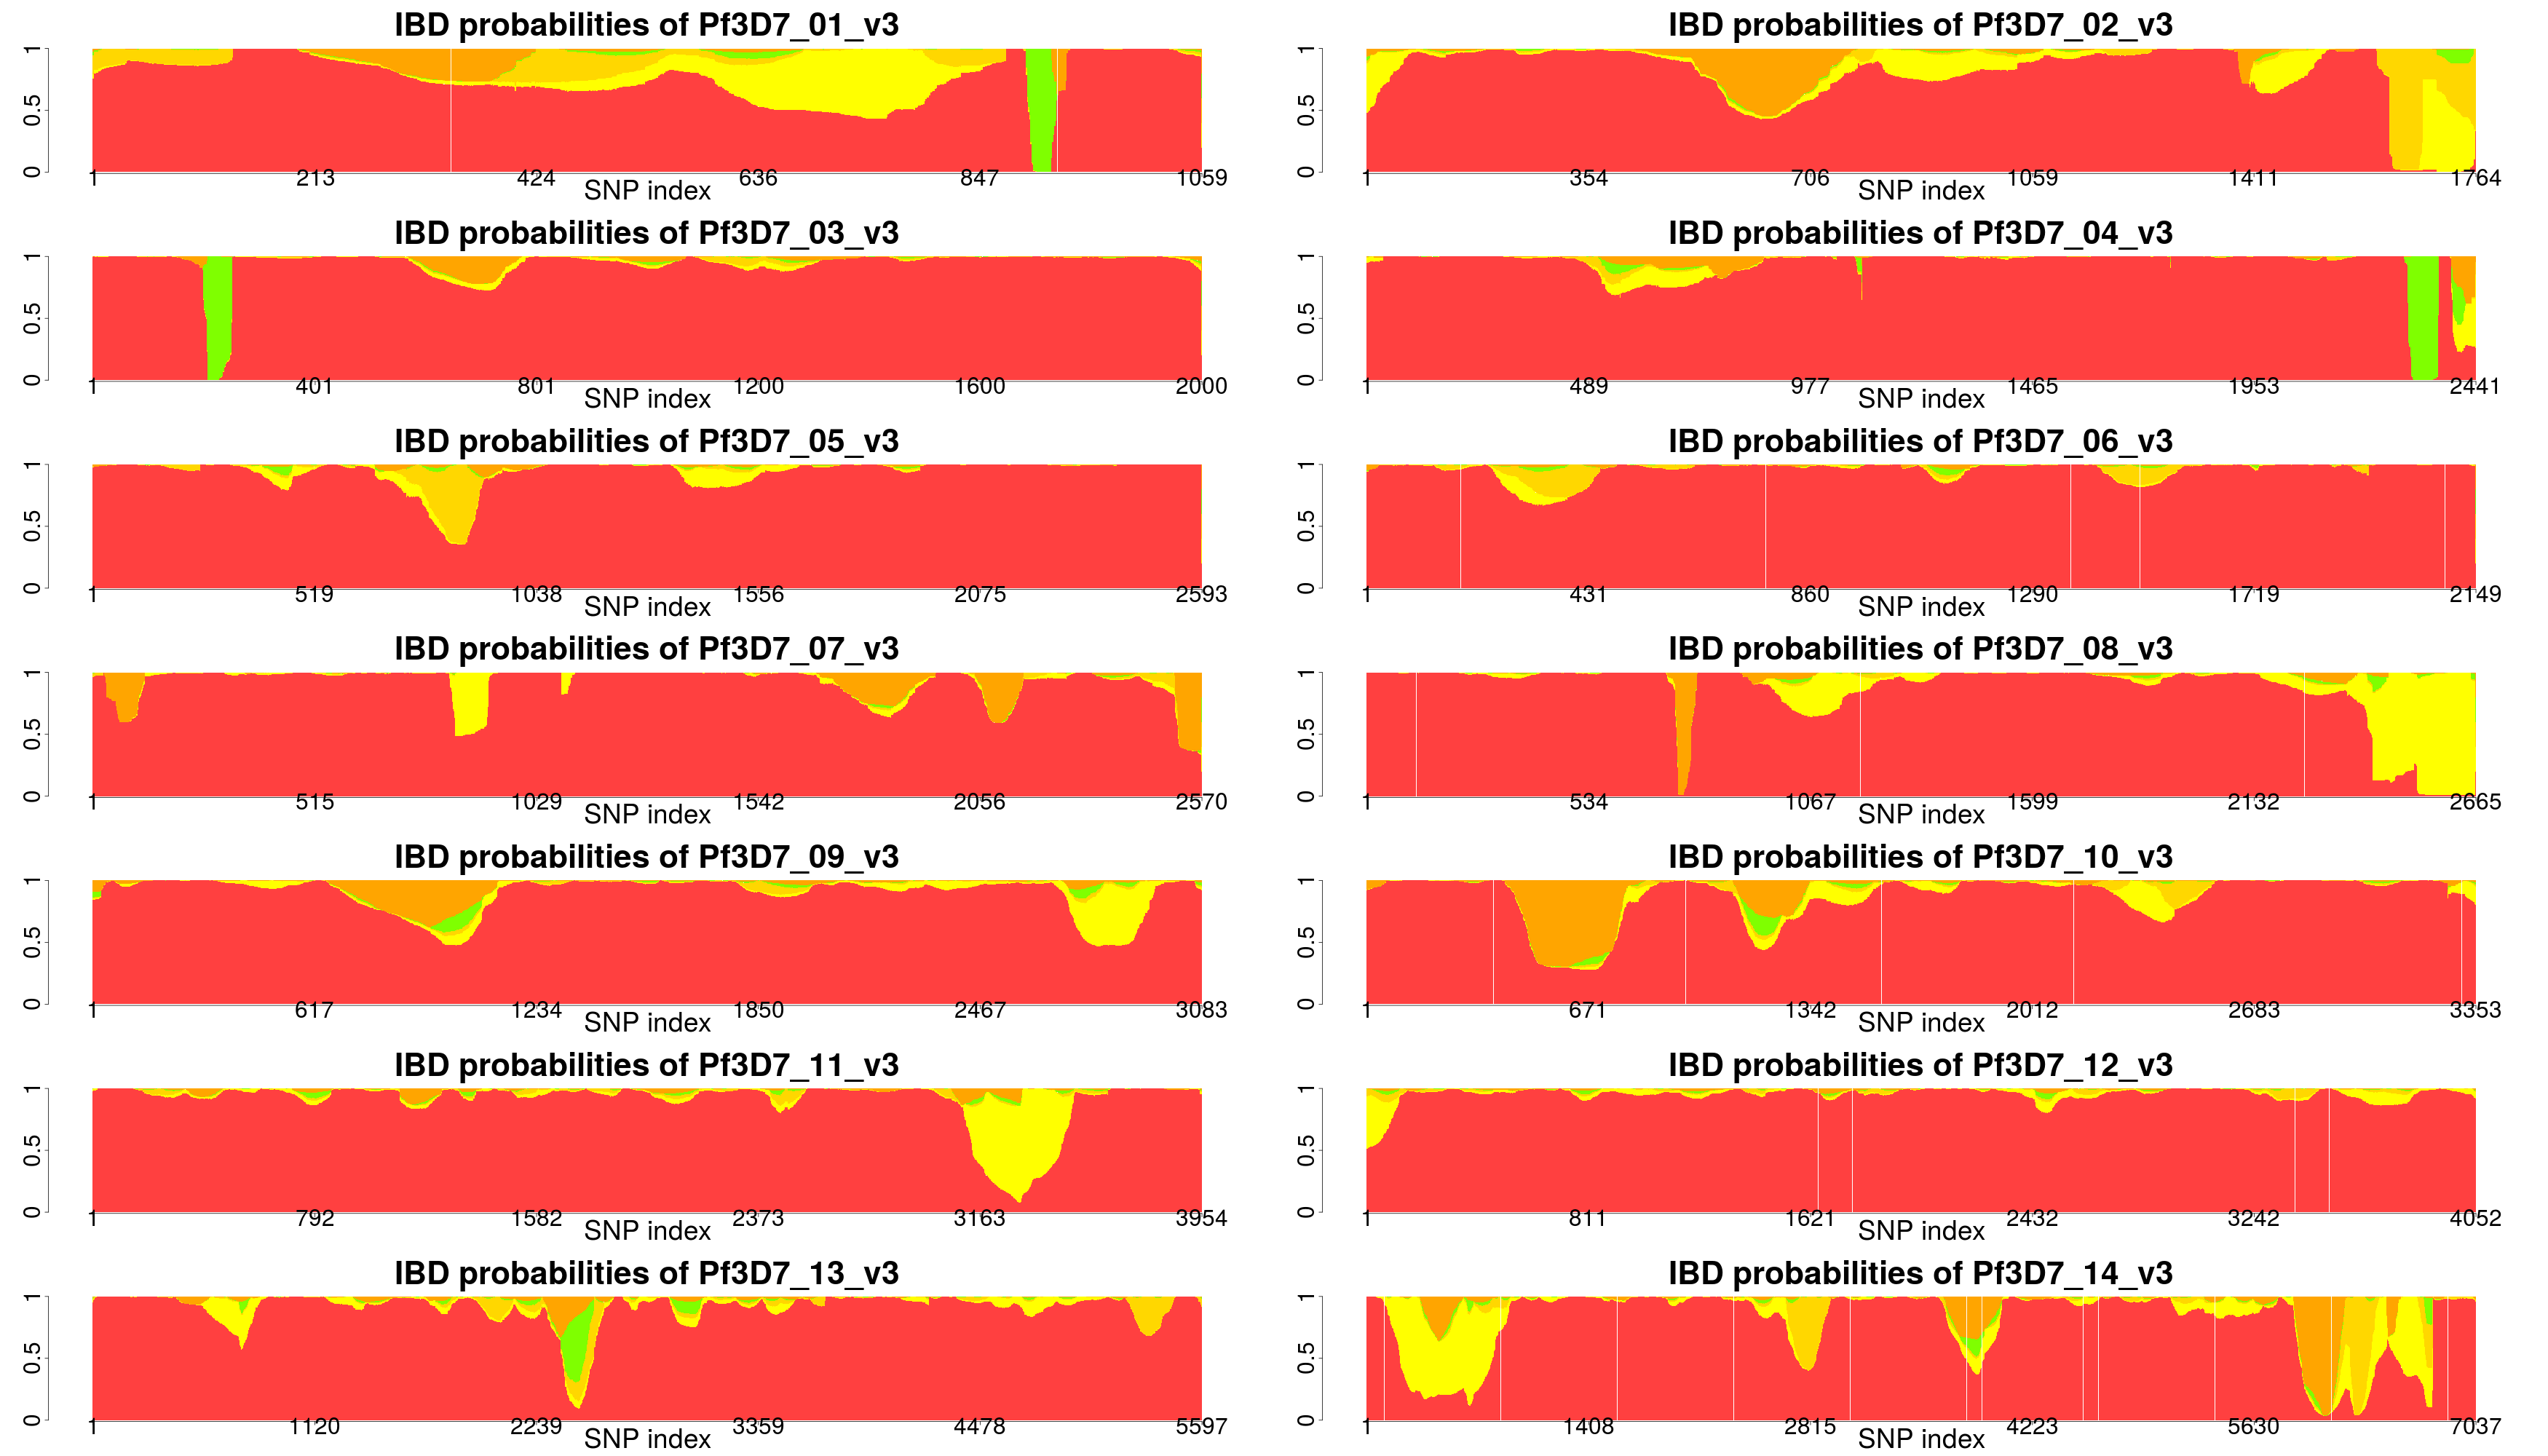 IBD probabilities of Pf3D7_01_v3
0 0.5 1
1 213 424 636 847 1059
SNP index
IBD probabilities of Pf3D7_02_v3
0 0.5 1
1 354 706 1059 1411 1764
SNP index
IBD probabilities of Pf3D7_03_v3
0 0.5 1
1 401 801 1200 1600 2000
SNP index
IBD probabilities of Pf3D7_04_v3
0 0.5 1
1 489 977 1465 1953 2441
SNP index
IBD probabilities of Pf3D7_05_v3
0 0.5 1
1 519 1038 1556 2075 2593
SNP index
IBD probabilities of Pf3D7_06_v3
0 0.5 1
1 431 860 1290 1719 2149
SNP index
IBD probabilities of Pf3D7_07_v3
0 0.5 1
1 515 1029 1542 2056 2570
SNP index
IBD probabilities of Pf3D7_08_v3
0 0.5 1
1 534 1067 1599 2132 2665
SNP index
IBD probabilities of Pf3D7_09_v3
0 0.5 1
1 617 1234 1850 2467 3083
SNP index
IBD probabilities of Pf3D7_10_v3
0 0.5 1
1 671 1342 2012 2683 3353
SNP index
IBD probabilities of Pf3D7_11_v3
0 0.5 1
1 792 1582 2373 3163 3954
SNP index
IBD probabilities of Pf3D7_12_v3
0 0.5 1
1 811 1621 2432 3242 4052
SNP index
IBD probabilities of Pf3D7_13_v3
0 0.5 1
1 1120 2239 3359 4478 5597
SNP index
IBD probabilities of Pf3D7_14_v3
0 0.5 1
1 1408 2815 4223 5630 7037
SNP index